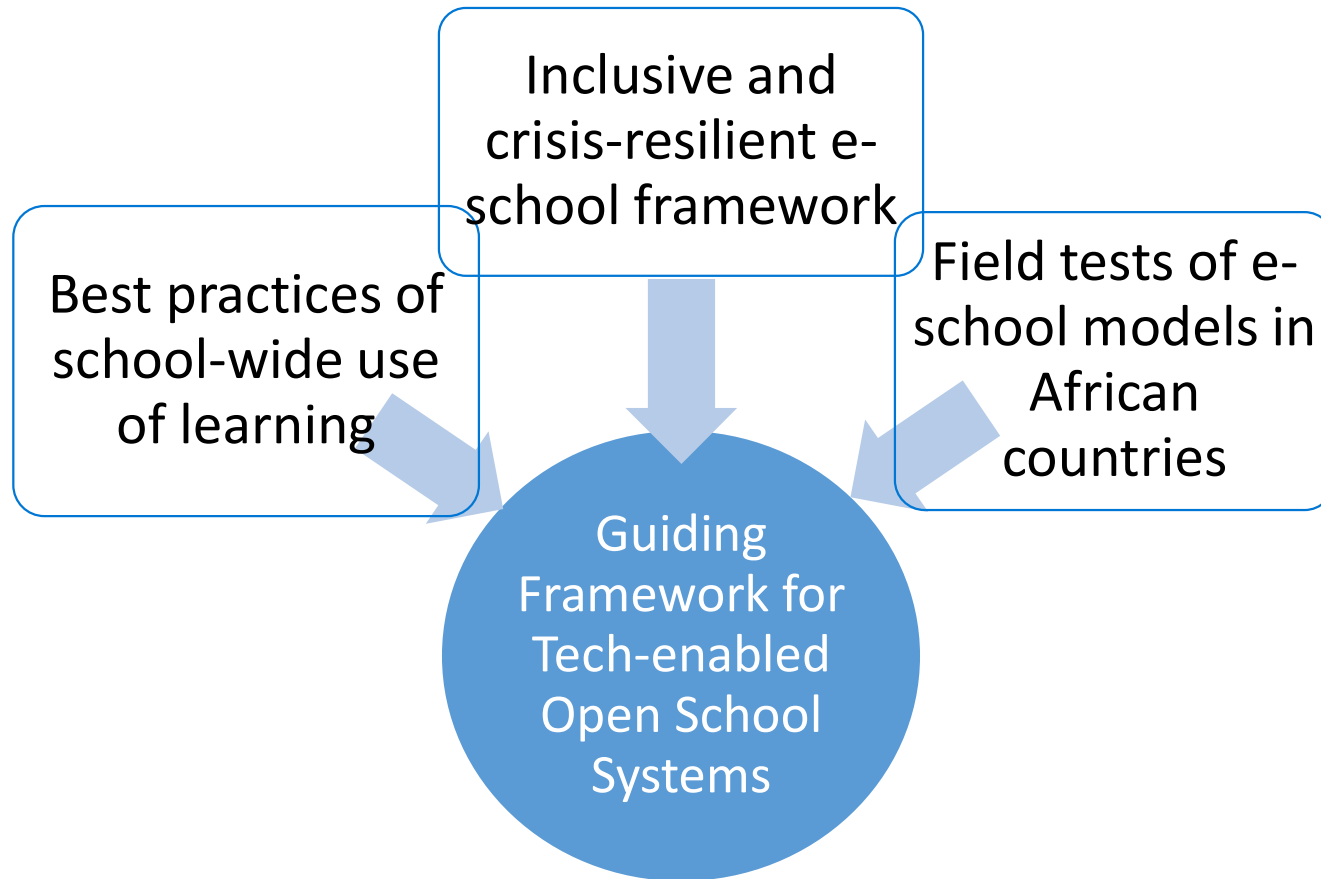 Inclusive and
crisis-resilient e-
school framework
Best practices of
school-wide use
of learning
Field tests of e-
school models in
African
countries
Guiding
Framework for
Tech-enabled
Open School
Systems